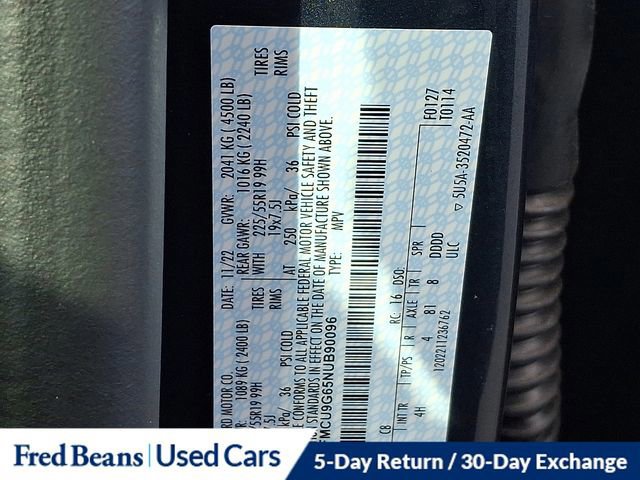 RD MOTOR CO. DATE: 11/22 GVWR: 2041 KG ( 4500 LB)
1089 KG ( 2400 LB) REAR GAWR: 1016 KG ( 2240 LB)
55R19 99H TIRES WITH 225/55R19 99H TIRES
7.5J RIMS 19x7.5J RIMS
36 PSI COLD AT 250 kPa/ 36 PSI COLD
CONFORMS TO ALL APPLICABLE FEDERAL MOTOR VEHICLE SAFETY AND THEFT
STANDARDS IN EFFECT ON THE DATE OF MANUFACTURE SHOWN ABOVE.
MCU9G65NUB90096 TYPE: MPV
F0127
T0114
C8 RC: 16 DSO:
INT TR TP/PS R AXLE TR SPR
4H 4 81 8 DDDD
ULC
1202211236762
5U5A-3520472-AA
Fred Beans Used Cars
5-Day Return / 30-Day Exchange